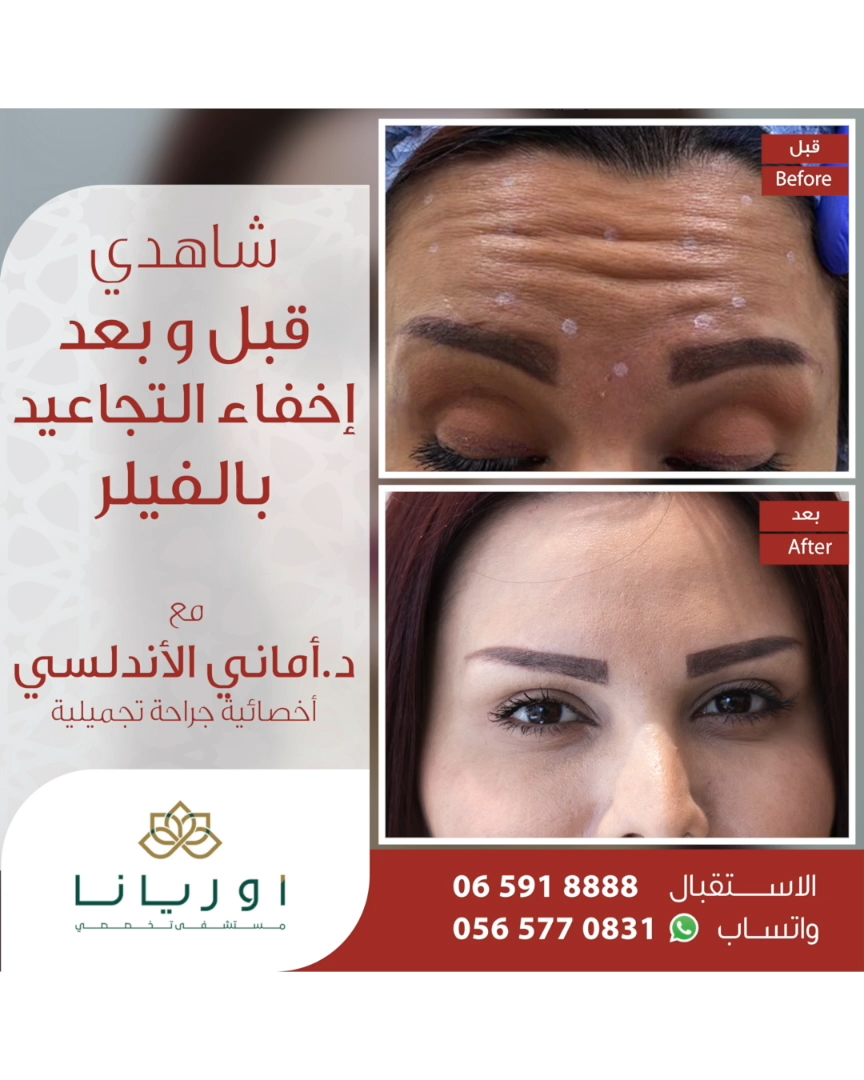 شاهدي
قبل و بعد
إخفاء التجاعيد
بالفيلر
مع
د.أماني الأندلسي
أخصائية جراحة تجميلية
اوريانا
مستشفى تخصصي
قبل
Before
بعد
After
الاستقبال 06 591 8888
واتساب 056 577 0831